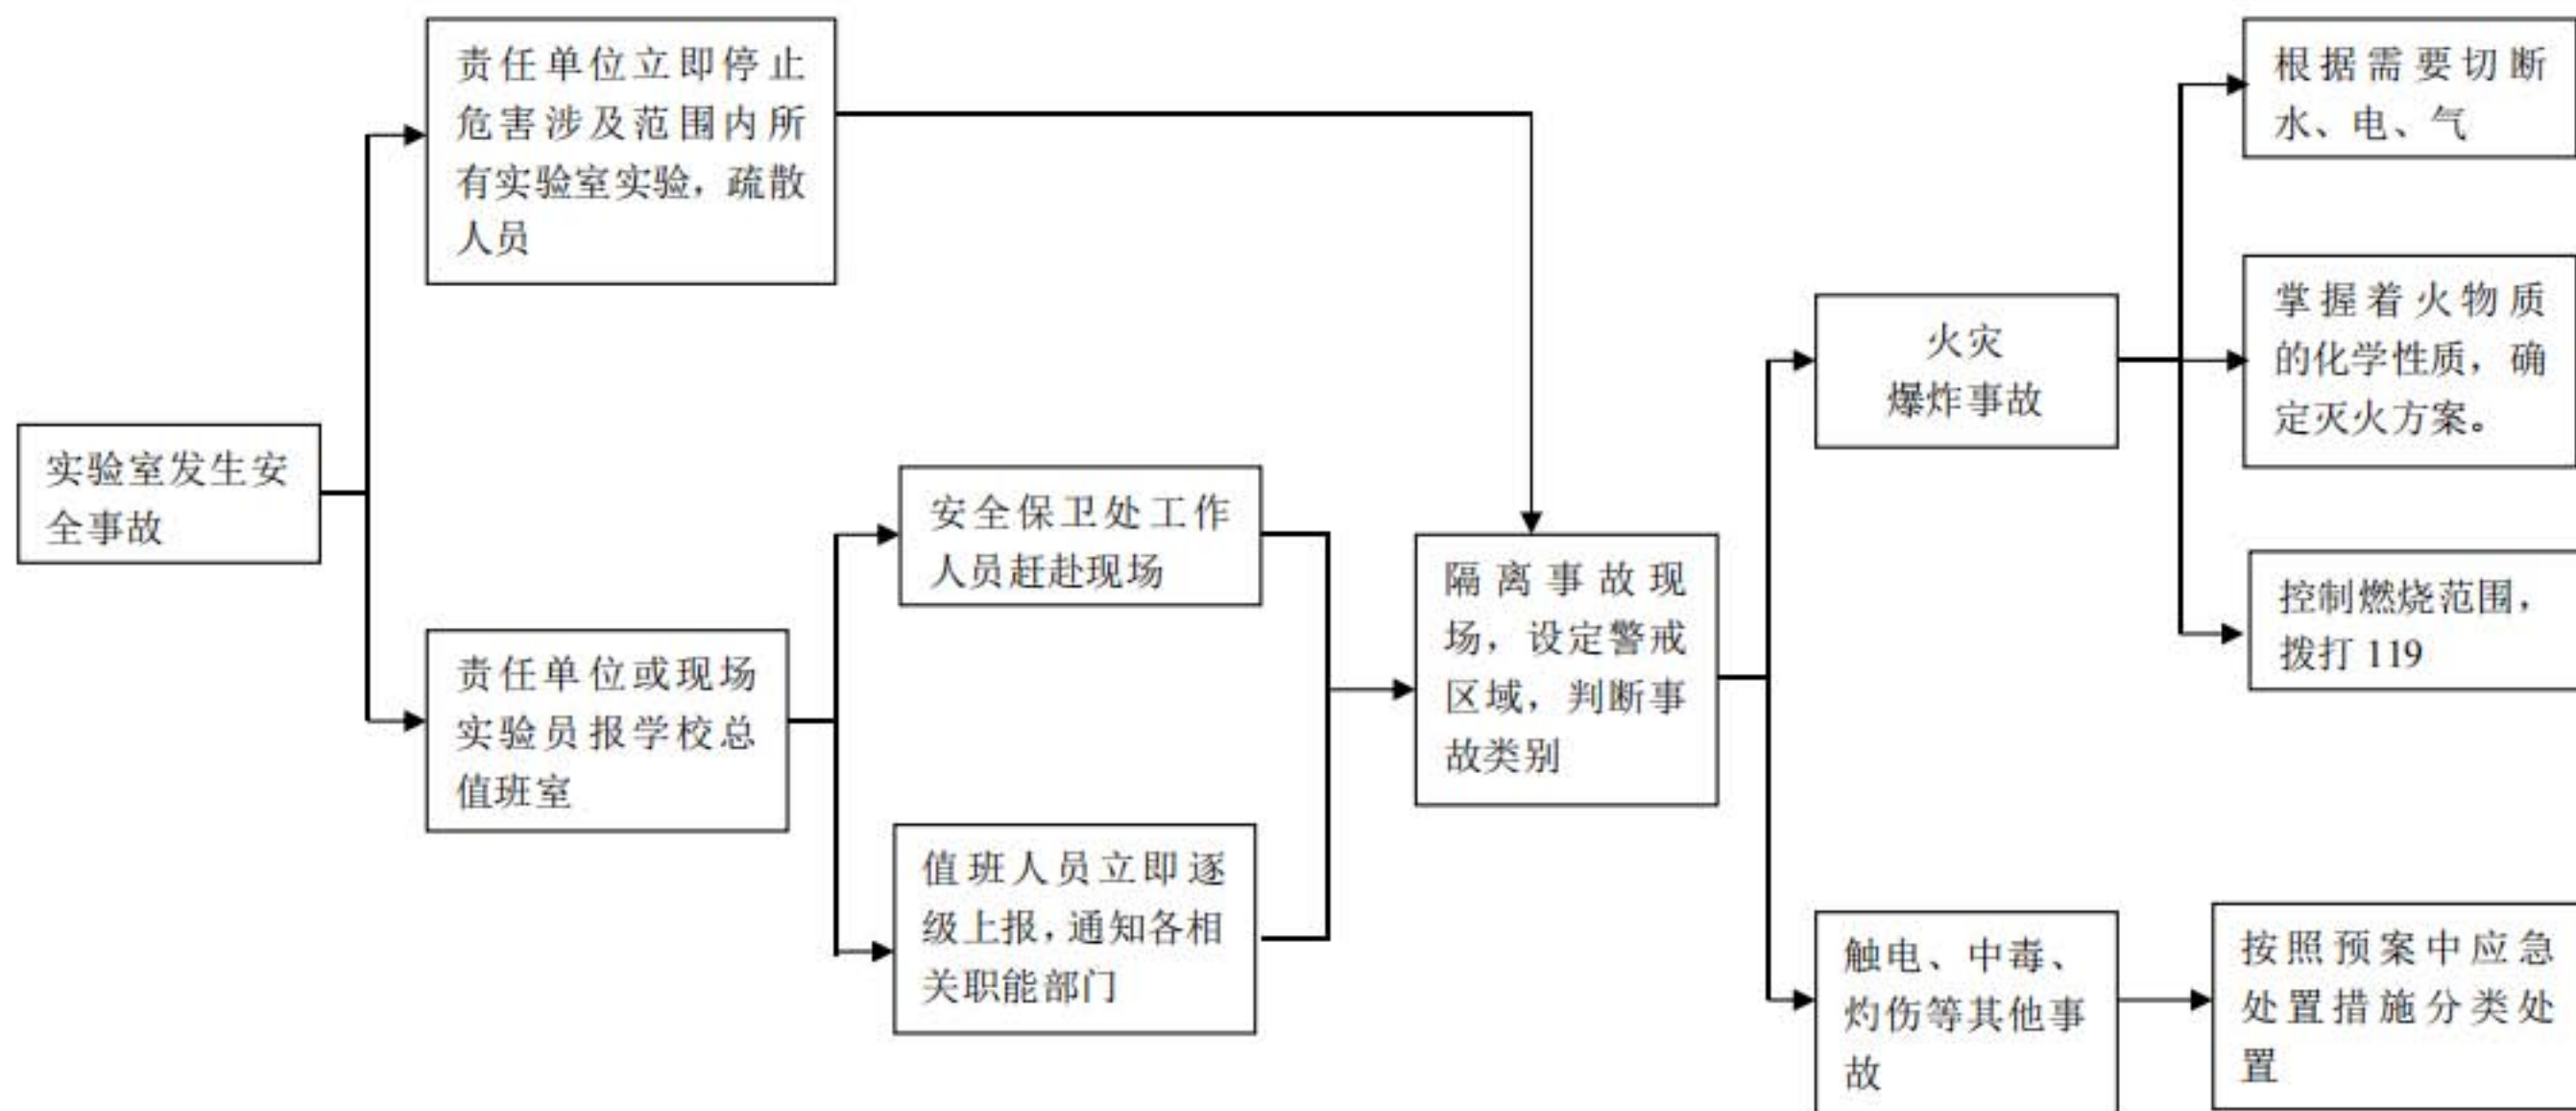 实验室发生安
全事故
责任单位立即停止
危害涉及范围内所
有实验室实验，疏散
人员
责任单位或现场
实验员报学校总
值班室
安全保卫处工作
人员赶赴现场
值班人员立即逐
级上报，通知各相
关职能部门
隔离事故现
场，设定警戒
区域，判断事
故类别
火灾
爆炸事故
根据需要切断
水、电、气
掌握着火物质
的化学性质，确
定灭火方案。
控制燃烧范围，
拨打 119
触电、中毒、
灼伤等其他事
故
按照预案中应急
处置措施分类处
置